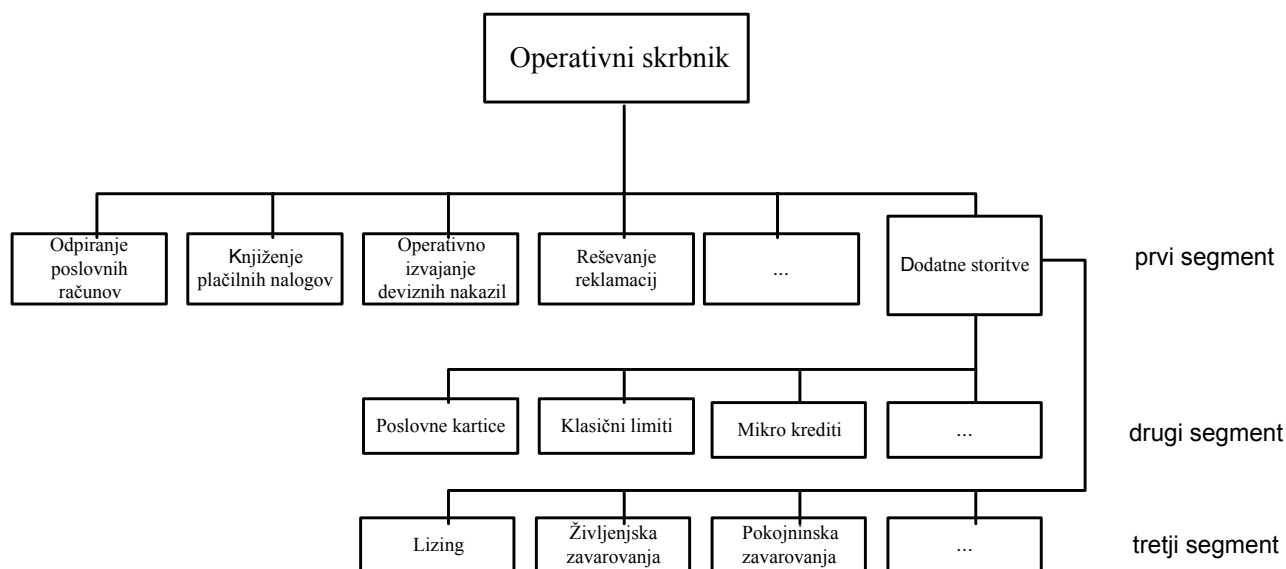 Operativni skrbnik
Odpiranje
poslovnih
računov
Knjiženje
plačilnih nalogov
Operativno
izvajanje
deviznih nakazil
Reševanje
reklamacij
...
Dodatne storitve
prvi segment
Poslovne kartice
Klasični limiti
Mikro krediti
...
drugi segment
Lizing
Življenjska
zavarovanja
Pokojninska
zavarovanja
...
tretji segment